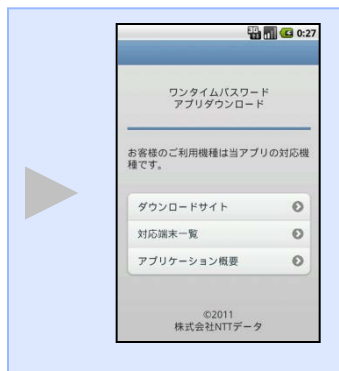 0:27
ワンタイムパスワード
アプリダウンロード
お客様のご利用機種は当アプリの対応機
種です。
ダウンロードサイト
対応端末一覧
アプリケーション概要
©2011
株式会社NTTデータ